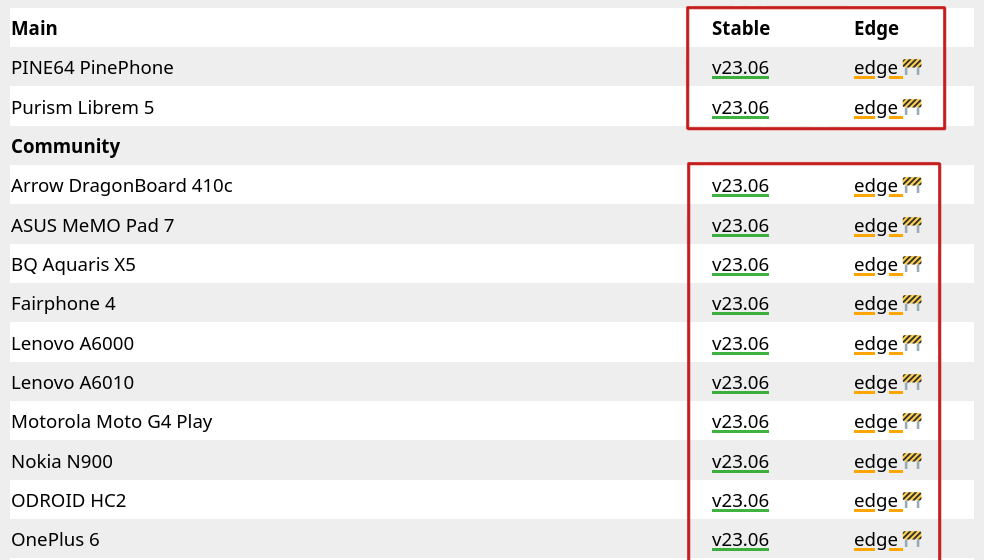 Main Stable Edge
PINE64 PinePhone v23.06 edge 🚧
Purism Librem 5 v23.06 edge 🚧
Community
Arrow DragonBoard 410c v23.06 edge 🚧
ASUS MeMO Pad 7 v23.06 edge 🚧
BQ Aquaris X5 v23.06 edge 🚧
Fairphone 4 v23.06 edge 🚧
Lenovo A6000 v23.06 edge 🚧
Lenovo A6010 v23.06 edge 🚧
Motorola Moto G4 Play v23.06 edge 🚧
Nokia N900 v23.06 edge 🚧
ODROID HC2 v23.06 edge 🚧
OnePlus 6 v23.06 edge 🚧